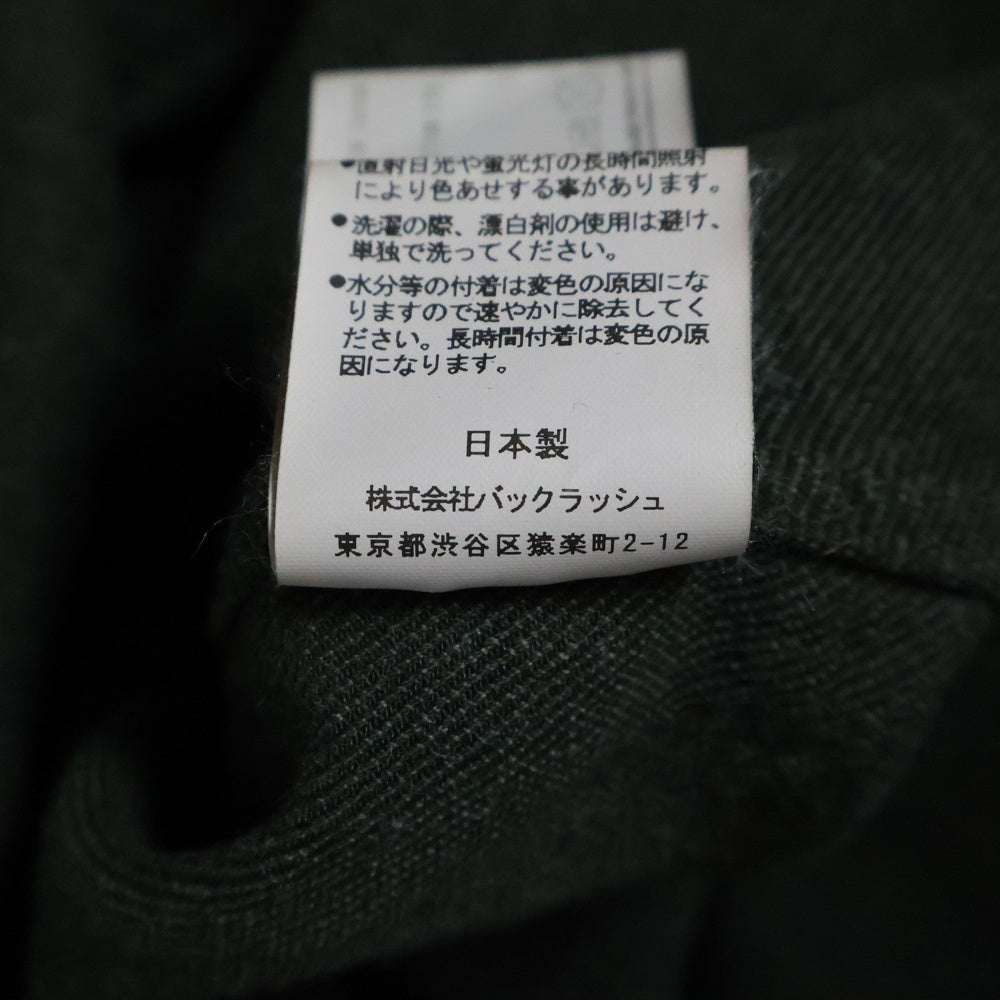 ●直射日光や蛍光灯の長時間照射
により色あせする事があります。
●洗濯の際、漂白剤の使用は避け、
単独で洗ってください。
●水分等の付着は変色の原因にな
りますので速やかに除去してく
ださい。長時間付着は変色の原
因になります。
日本製
株式会社バックラッシュ
東京都渋谷区猿楽町2-12